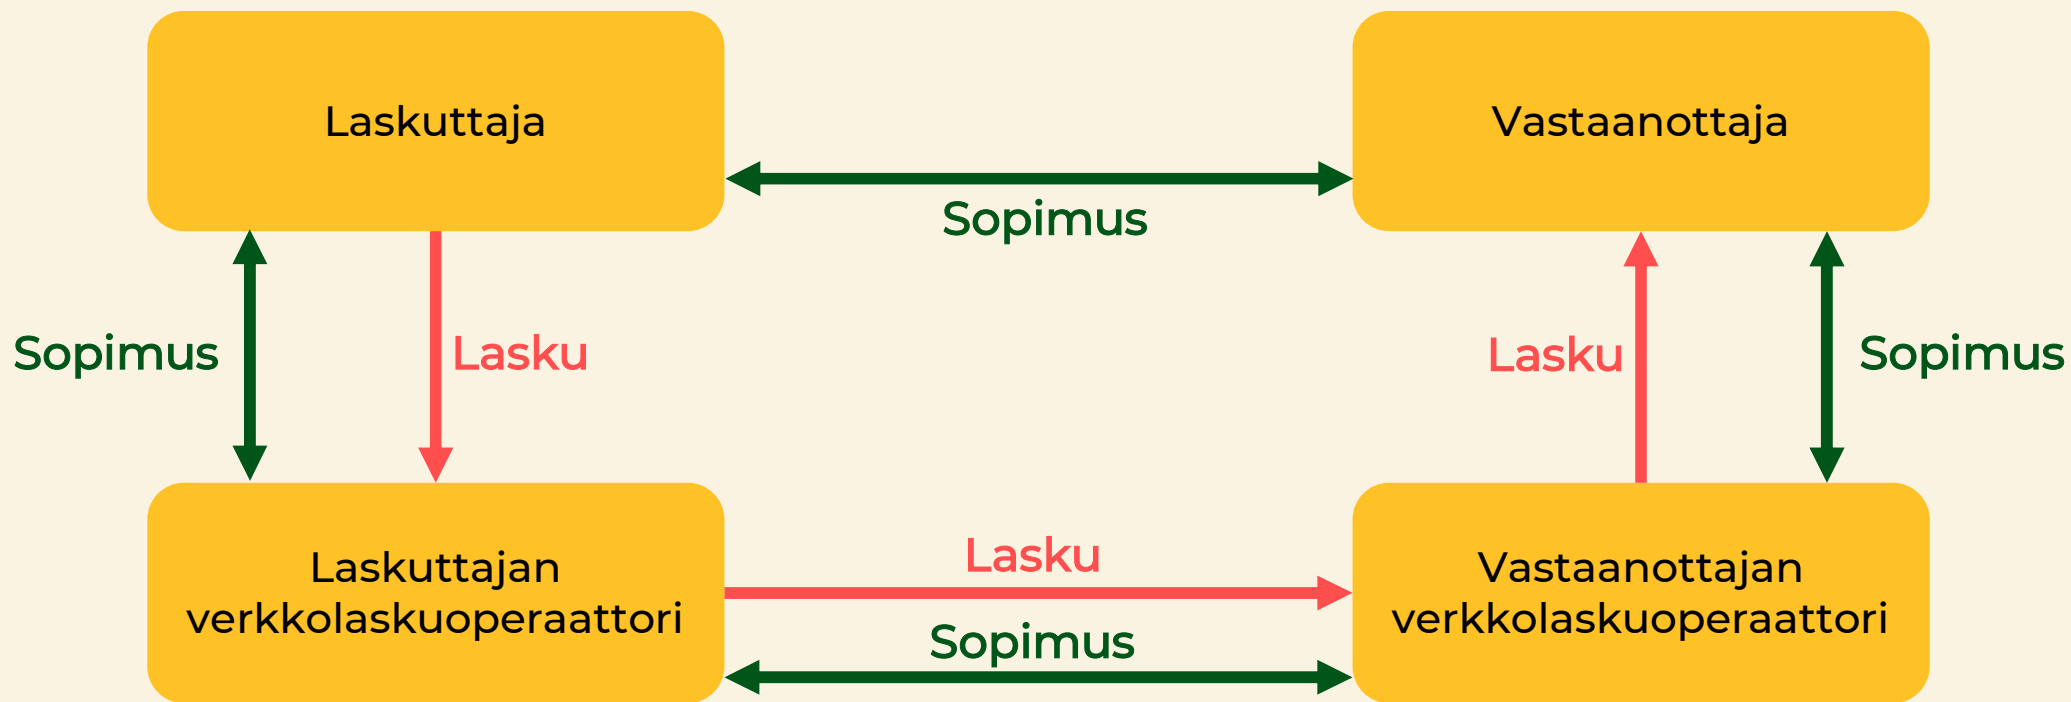 Laskuttaja
Vastaanottaja
Sopimus
Sopimus
Lasku
Lasku
Sopimus
Laskuttajan
verkkolaskuoperaattori
Lasku
Sopimus
Vastaanottajan
verkkolaskuoperaattori